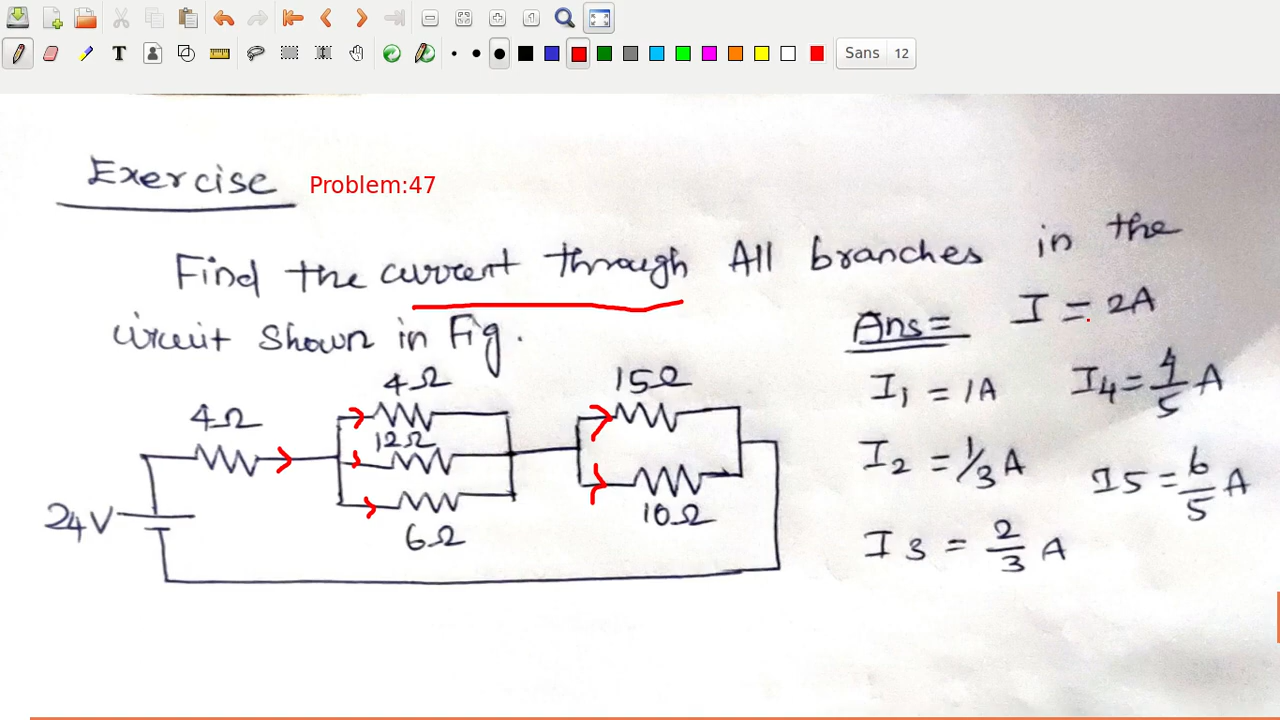 Sans 12
Exercise Problem:47
Find the current through All branches in the
circuit shown in Fig.
Ans= I = 2A
I1 = 1A I4 = 4/5 A
I2 = 1/3 A I5 = 6/5 A
I3 = 2/3 A
4Ω
4Ω
12Ω
6Ω
15Ω
10Ω
24V